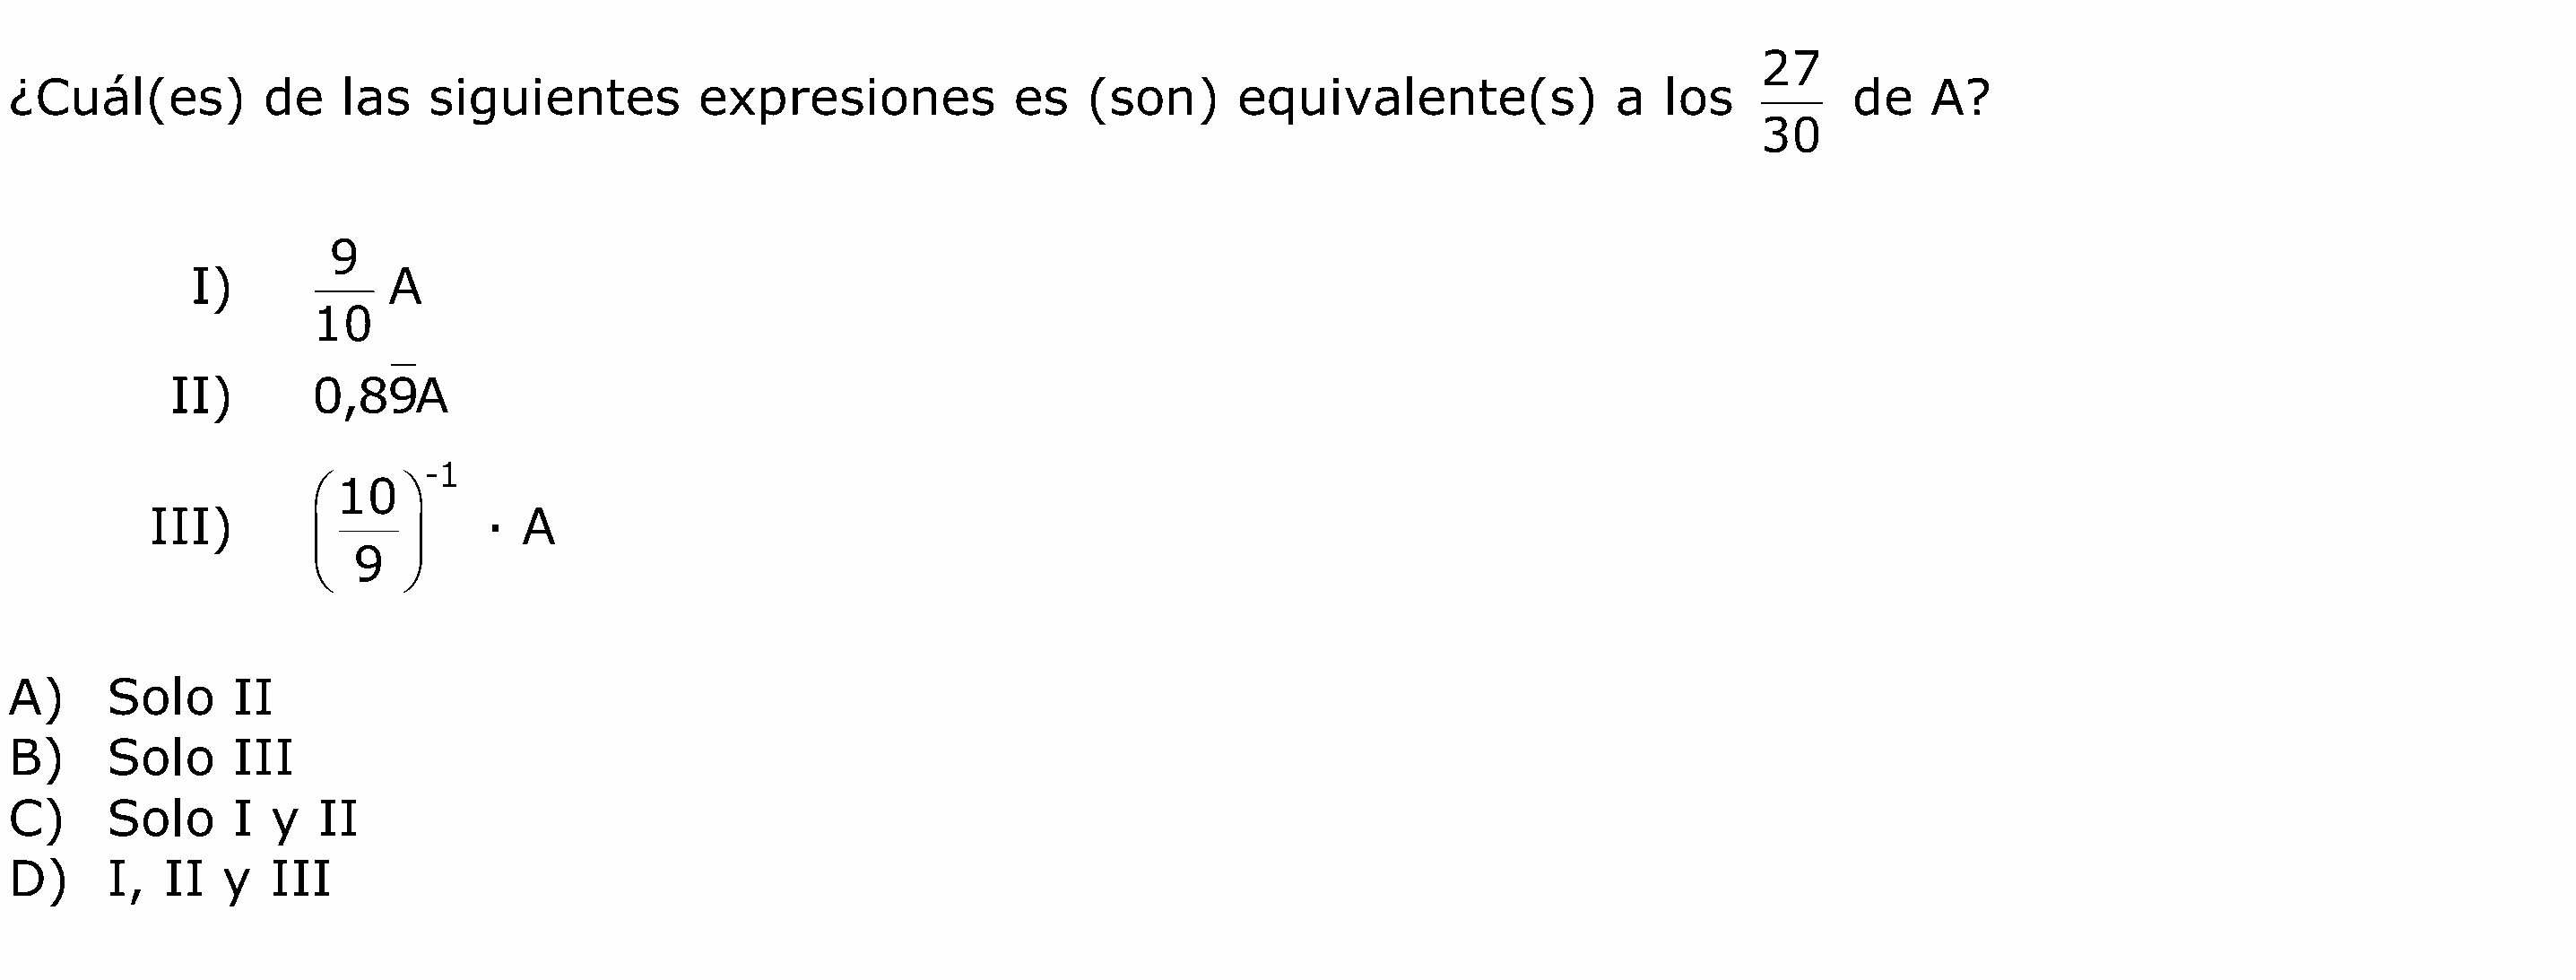 ¿Cuál(es) de las siguientes expresiones es (son) equivalente(s) a los $\frac{27}{30}$ de A?
I) $\frac{9}{10}$ A
II) $0,8\overline{9}$A
III) $\left(\frac{10}{9}\right)^{-1} \cdot$ A
A) Solo II
B) Solo III
C) Solo I y II
D) I, II y III